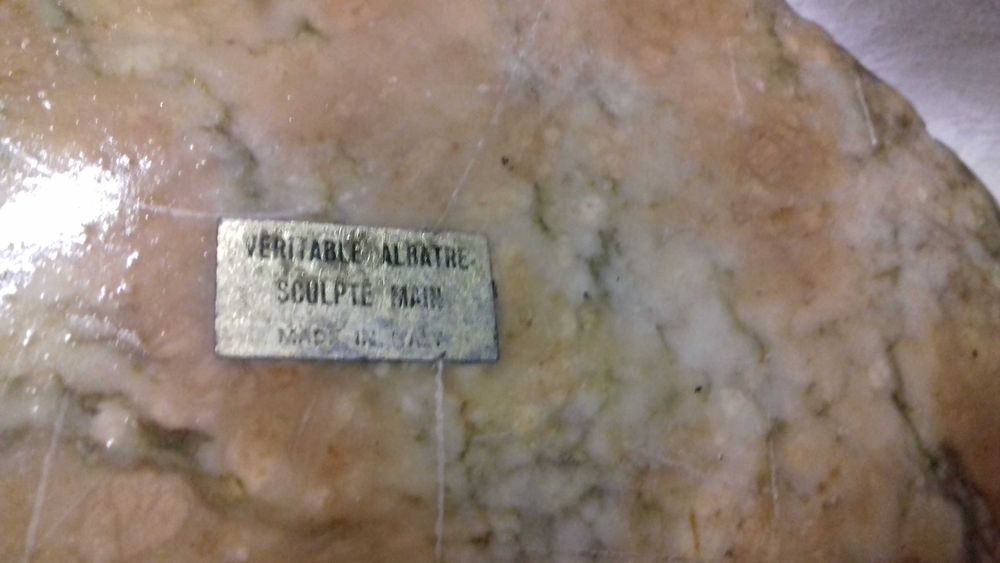 VERITABLE ALBATRE
SCULPTE MAIN
MADE IN ITALY